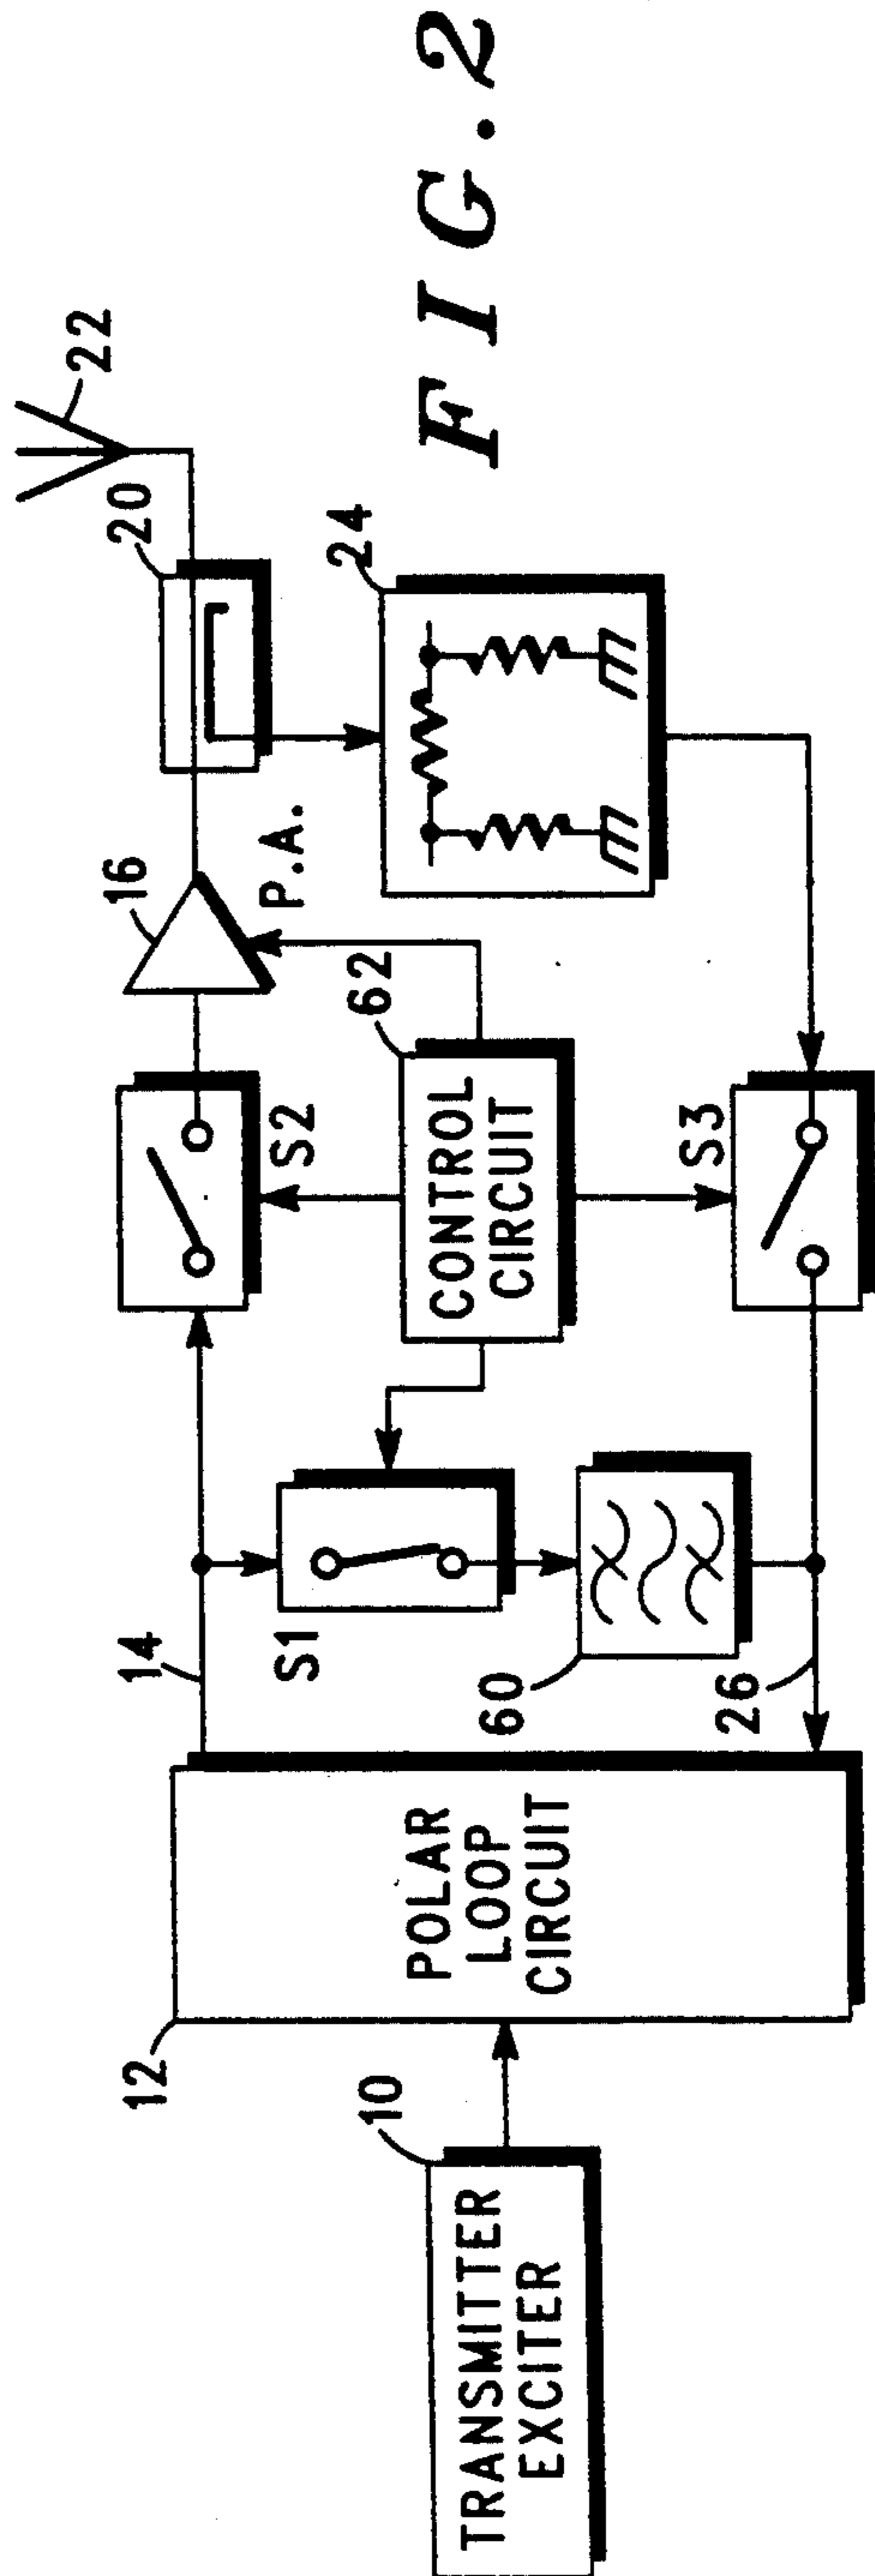 TRANSMITTER
EXCITER
10
12
POLAR
LOOP
CIRCUIT
14
S1
60
26
S2
CONTROL
CIRCUIT
62
S3
16
P.A.
20
22
24
FIG. 2